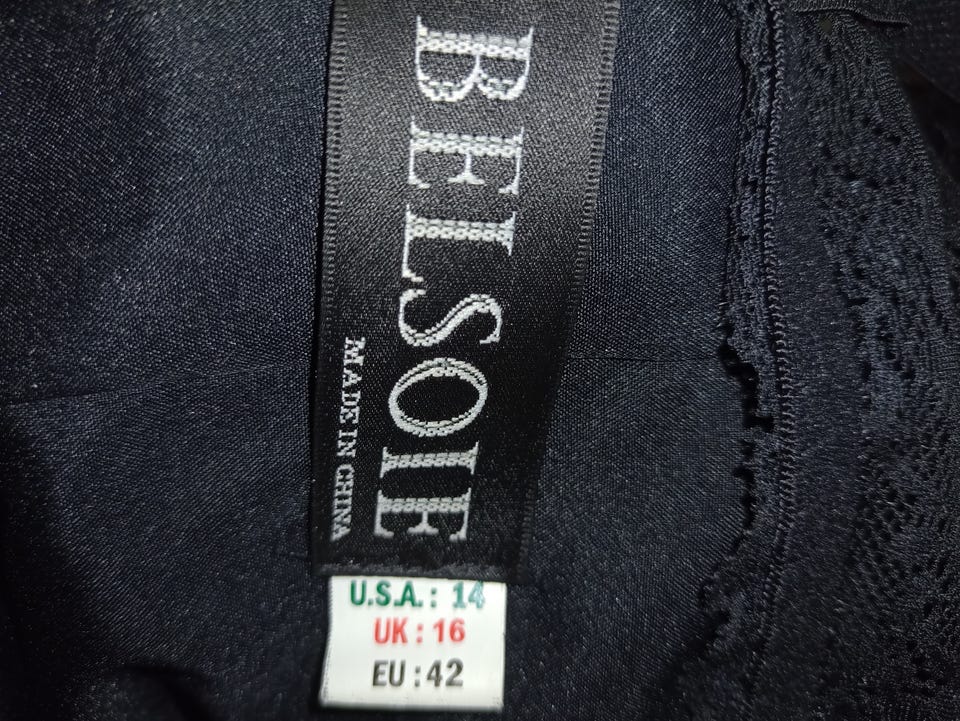 BELSOIE
MADE IN CHINA
U.S.A.: 14
UK : 16
EU : 42